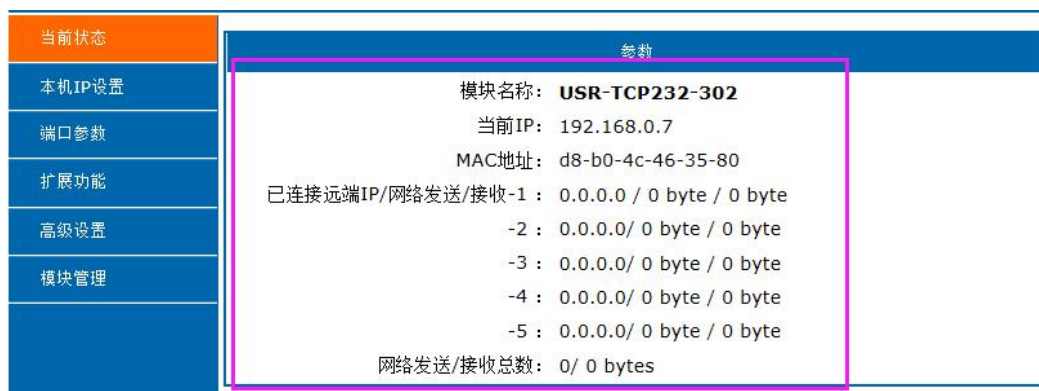 当前状态
本机IP设置
端口参数
扩展功能
高级设置
模块管理
参数
模块名称： USR-TCP232-302
当前IP： 192.168.0.7
MAC地址： d8-b0-4c-46-35-80
已连接远端IP/网络发送/接收-1： 0.0.0.0 / 0 byte / 0 byte
-2： 0.0.0.0/ 0 byte / 0 byte
-3： 0.0.0.0/ 0 byte / 0 byte
-4： 0.0.0.0/ 0 byte / 0 byte
-5： 0.0.0.0/ 0 byte / 0 byte
网络发送/接收总数： 0/ 0 bytes